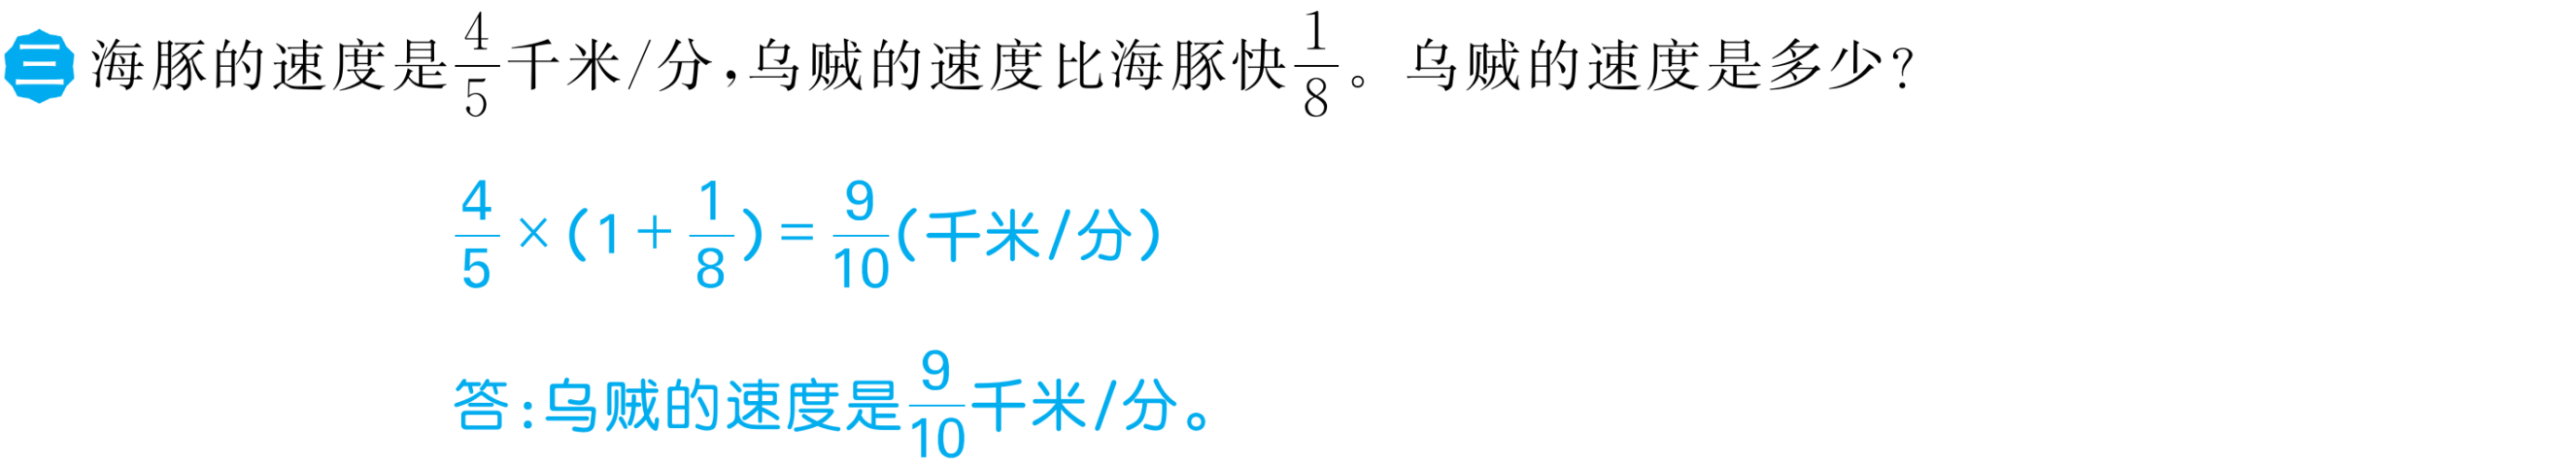 三 海豚的速度是4/5千米/分,乌贼的速度比海豚快1/8。乌贼的速度是多少?
4/5×(1+1/8)=9/10(千米/分)
答:乌贼的速度是9/10千米/分。